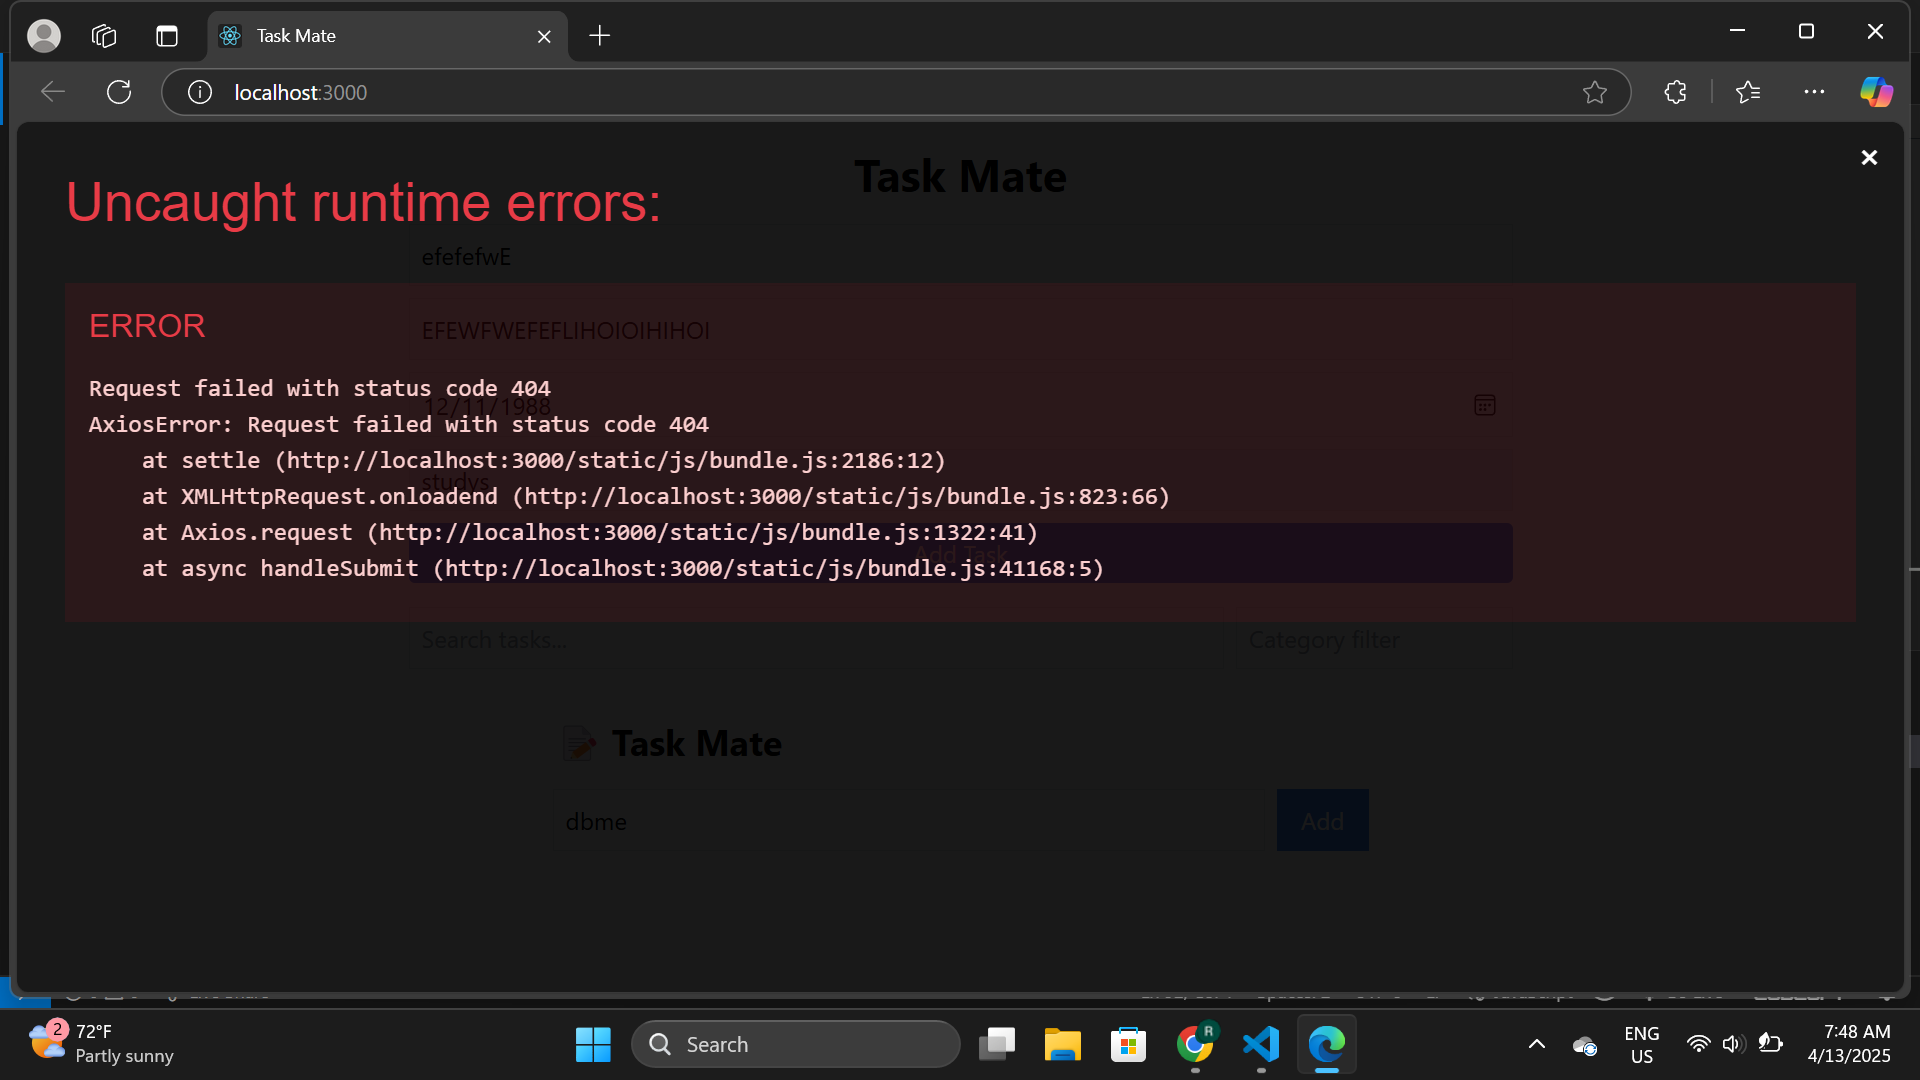 Task Mate
localhost:3000
Task Mate
Uncaught runtime errors:
efefefwE
ERROR
EFEWFWEFEFLIHOIOIHIHOI
Request failed with status code 404
12/11/1988
AxiosError: Request failed with status code 404
at settle (http://localhost:3000/static/js/bundle.js:2186:12)
studys
at XMLHttpRequest.onloadend (http://localhost:3000/static/js/bundle.js:823:66)
at Axios.request (http://localhost:3000/static/js/bundle.js:1322:41)
Add Task
at async handleSubmit (http://localhost:3000/static/js/bundle.js:41168:5)
Search tasks...
Category filter
📝 Task Mate
dbme
Add
2
72°F
Partly sunny
Search
R
ENG
US
7:48 AM
4/13/2025